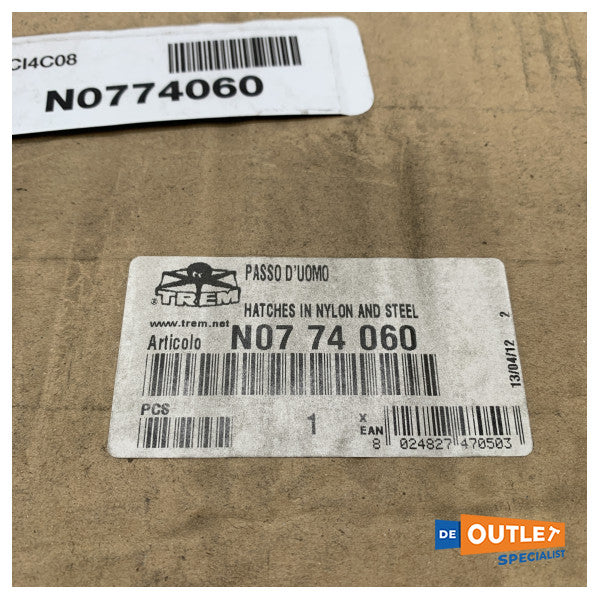 CI4C08
N0774060
PASSO D'UOMO
® TREM
HATCHES IN NYLON AND STEEL
www.trem.net
Articolo N07 74 060
PCS
1
X
EAN
8 024827 470503
13/04/12 2
DE OUTLET
SPECIALIST